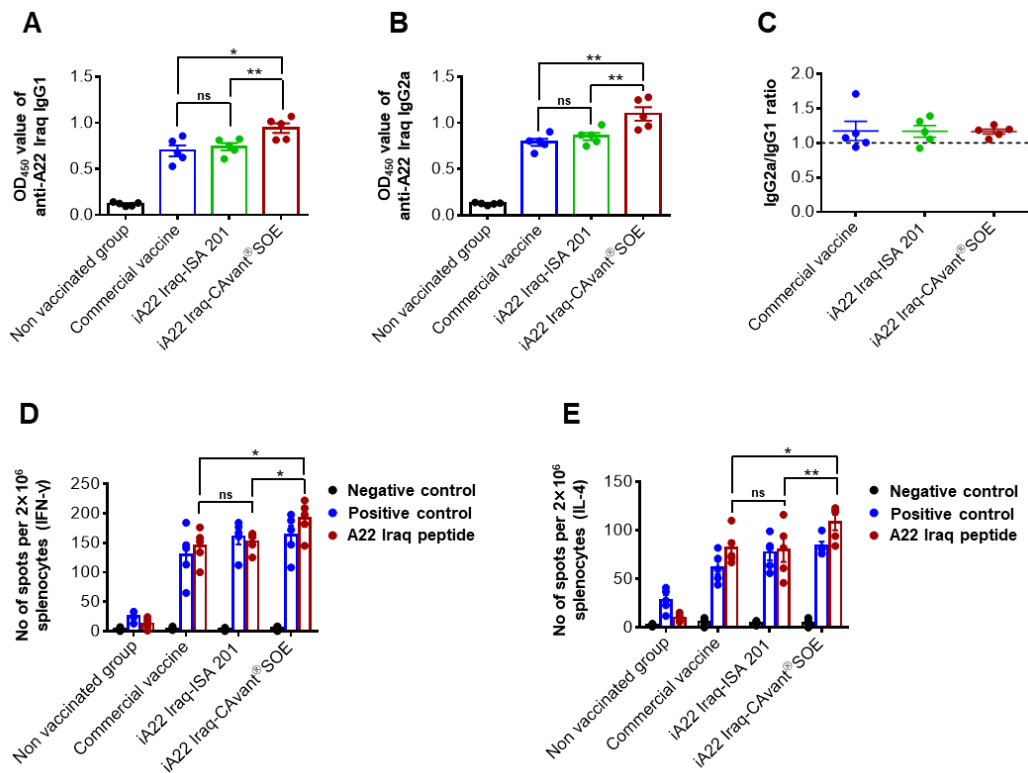 A
OD450 value of
anti-A22 Iraq IgG1
1.5
1.0
0.5
0.0
*
**
ns
Non vaccinated group
Commercial vaccine
iA22 Iraq-ISA 201
iA22 Iraq-CAvant®SOE
B
OD450 value of
anti-A22 Iraq IgG2a
1.5
1.0
0.5
0.0
**
**
ns
Non vaccinated group
Commercial vaccine
iA22 Iraq-ISA 201
iA22 Iraq-CAvant®SOE
C
IgG2a/IgG1 ratio
2.0
1.5
1.0
0.5
0.0
Commercial vaccine
iA22 Iraq-ISA 201
iA22 Iraq-CAvant®SOE
D
No of spots per 2×10⁶
splenocytes (IFN-γ)
250
200
150
100
50
0
*
*
ns
Negative control
Positive control
A22 Iraq peptide
Non vaccinated group
Commercial vaccine
iA22 Iraq-ISA 201
iA22 Iraq-CAvant®SOE
E
No of spots per 2×10⁶
splenocytes (IL-4)
150
100
50
0
*
**
ns
Negative control
Positive control
A22 Iraq peptide
Non vaccinated group
Commercial vaccine
iA22 Iraq-ISA 201
iA22 Iraq-CAvant®SOE